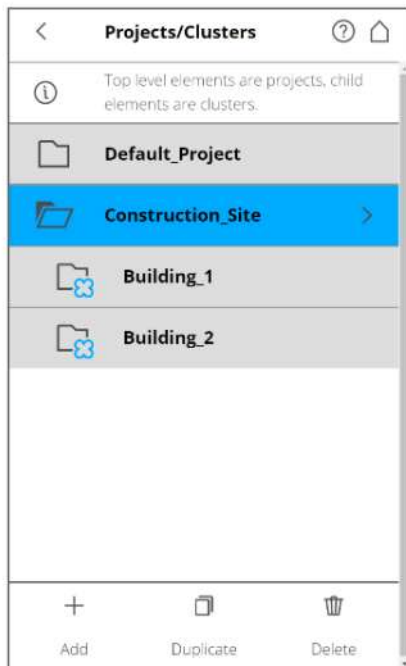 Projects/Clusters
Top level elements are projects, child
elements are clusters.
Default_Project
Construction_Site
Building_1
Building_2
Add Duplicate Delete